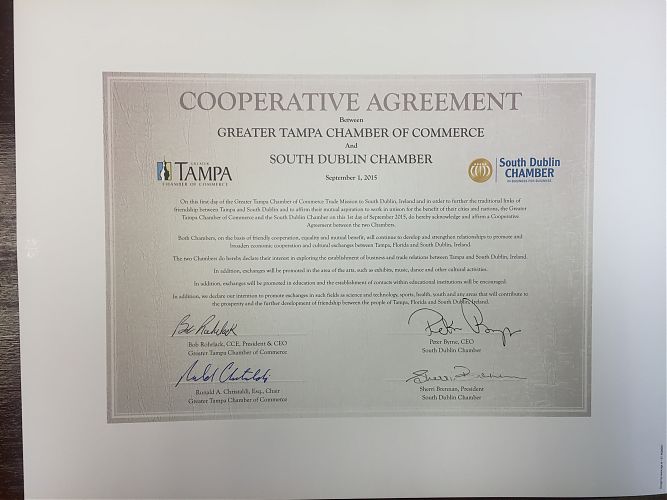 COOPERATIVE AGREEMENT
Between
GREATER TAMPA CHAMBER OF COMMERCE
And
SOUTH DUBLIN CHAMBER
September 1, 2015
GREATER
TAMPA
CHAMBER OF COMMERCE
South Dublin
CHAMBER
IN BUSINESS FOR BUSINESS
On this first day of the Greater Tampa Chamber of Commerce Trade Mission to South Dublin, Ireland and in order to further the traditional links of
friendship between Tampa and South Dublin and to affirm their mutual aspiration to work in unison for the benefit of their cities and nations, the Greater
Tampa Chamber of Commerce and the South Dublin Chamber on this 1st day of September 2015, do hereby acknowledge and affirm a Cooperative
Agreement between the two Chambers.
Both Chambers, on the basis of friendly cooperation, equality and mutual benefit, will continue to develop and strengthen relationships to promote and
broaden economic cooperation and cultural exchanges between Tampa, Florida and South Dublin, Ireland.
The two Chambers do hereby declare their interest in exploring the establishment of business and trade relations between Tampa and South Dublin, Ireland.
In addition, exchanges will be promoted in the area of the arts, such as exhibits, music, dance and other cultural activities.
In addition, exchanges will be promoted in education and the establishment of contacts within educational institutions will be encouraged.
In addition, we declare our intention to promote exchanges in such fields as science and technology, sports, health, youth and any areas that will contribute to
the prosperity and the further development of friendship between the people of Tampa, Florida and South Dublin, Ireland.
Bob Rohrlack, CCE, President & CEO
Greater Tampa Chamber of Commerce
Peter Byrne, CEO
South Dublin Chamber
Ronald A. Christaldi, Esq., Chair
Greater Tampa Chamber of Commerce
Sherri Brennan, President
South Dublin Chamber